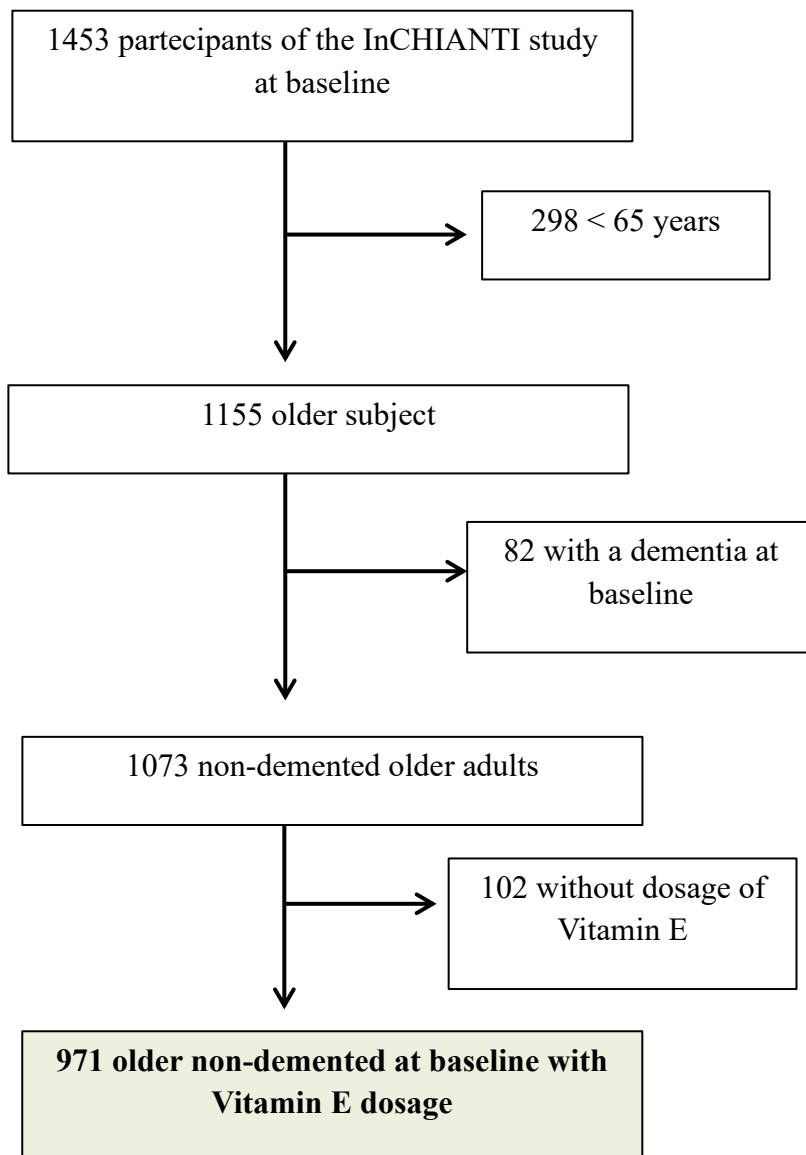 1453 partecipants of the InCHIANTI study
at baseline
298 < 65 years
1155 older subject
82 with a dementia at
baseline
1073 non-demented older adults
102 without dosage of
Vitamin E
971 older non-demented at baseline with
Vitamin E dosage